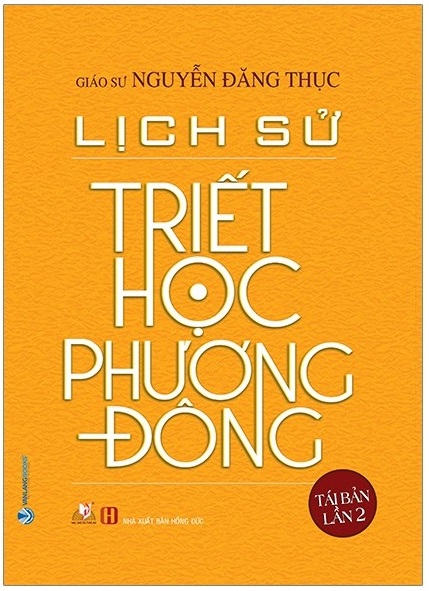 GIÁO SƯ NGUYỄN ĐĂNG THỤC
LỊCH SỬ
TRIẾT
HỌC
PHƯƠNG
ĐÔNG
TÁI BẢN
LẦN 2
VANLANGBOOKS
NHÀ XUẤT BẢN HỒNG ĐỨC